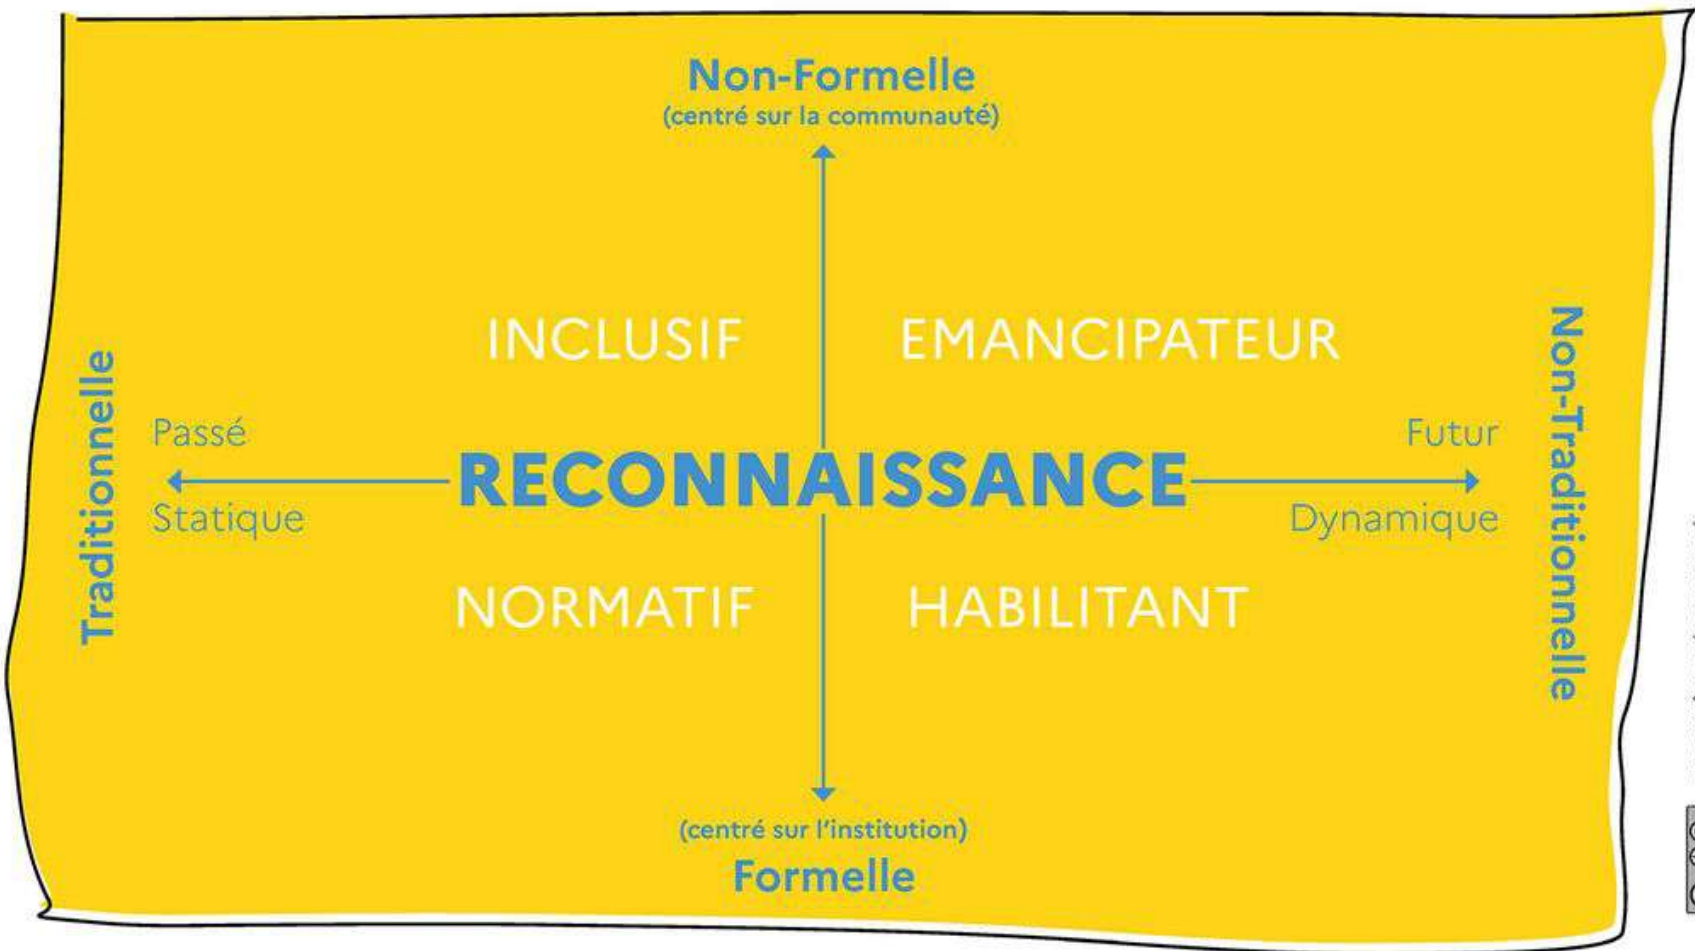 Non-Formelle
(centré sur la communauté)
INCLUSIF
EMANCIPATEUR
Traditionnelle
Passé
Statique
RECONNAISSANCE
Futur
Dynamique
Non-Traditionnelle
NORMATIF
HABILITANT
(centré sur l'institution)
Formelle